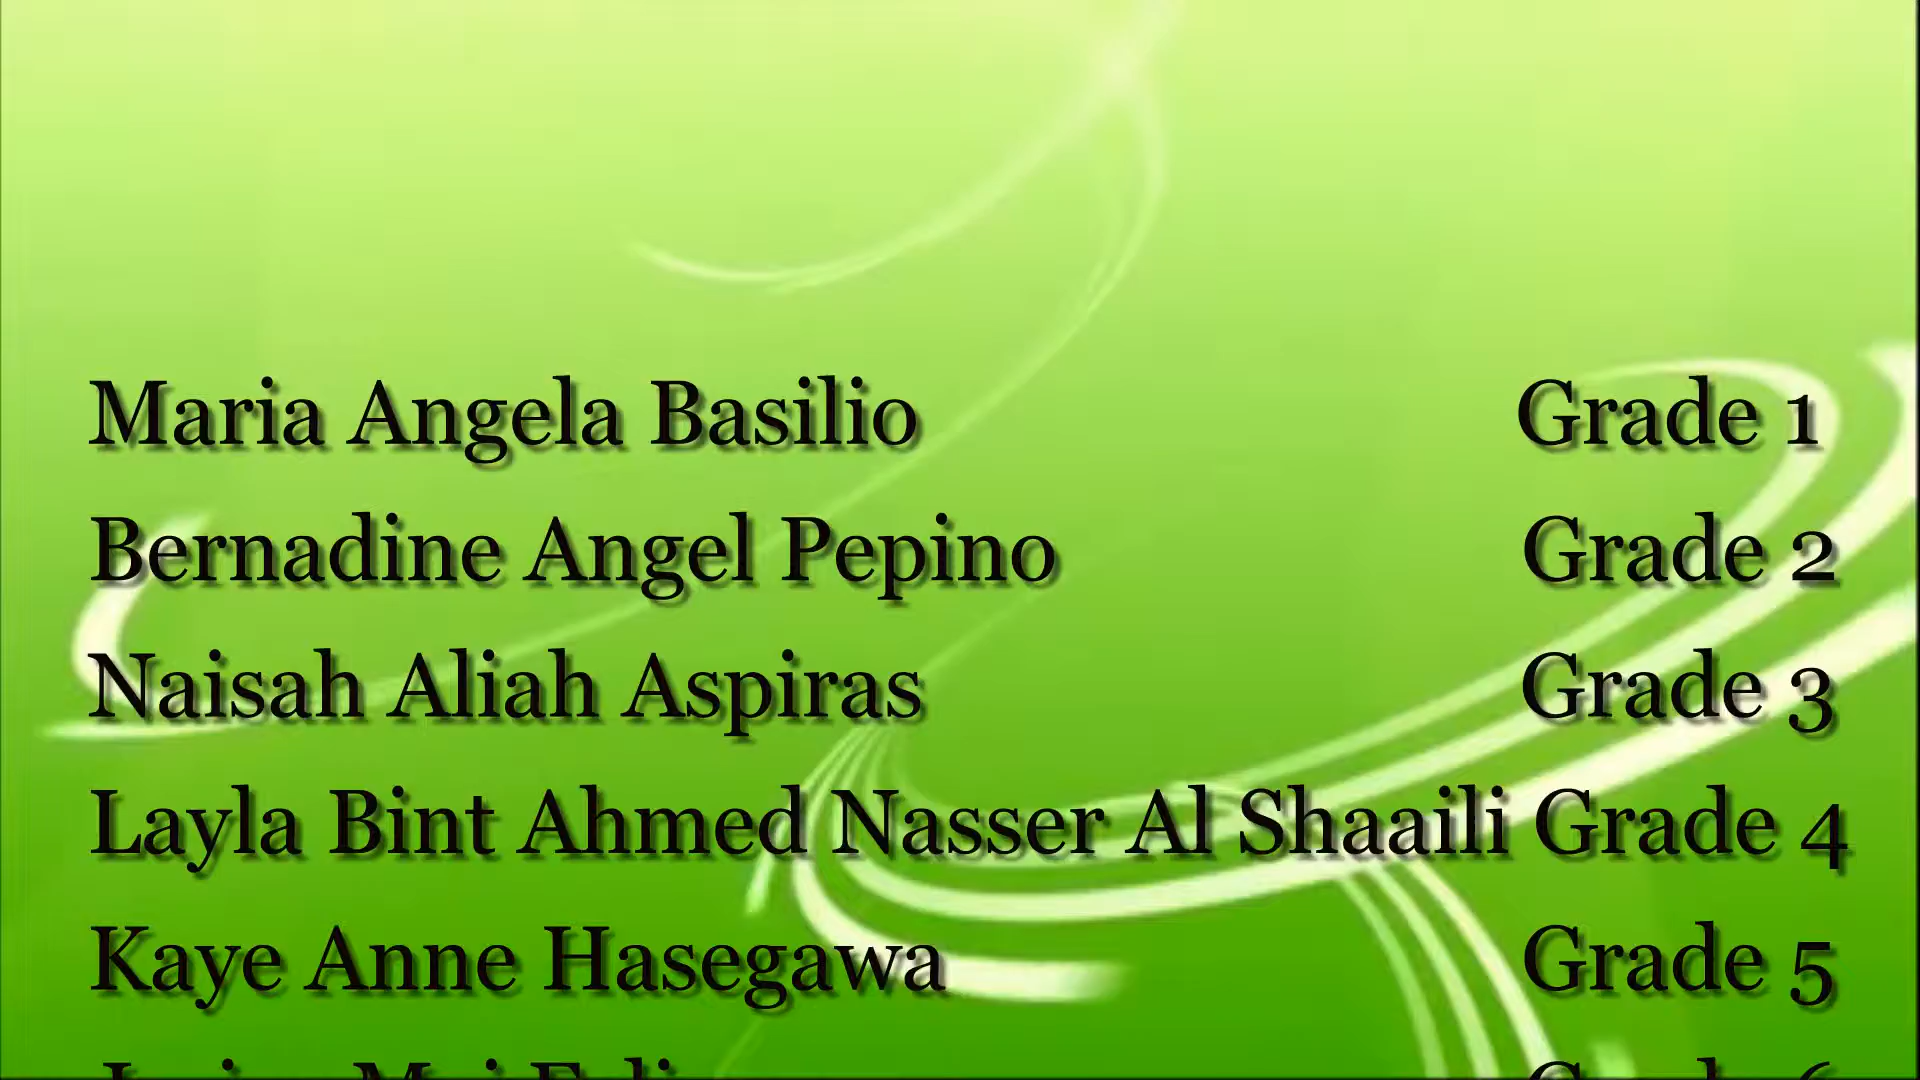 Maria Angela Basilio Grade 1
Bernadine Angel Pepino Grade 2
Naisah Aliah Aspiras Grade 3
Layla Bint Ahmed Nasser Al Shaaili Grade 4
Kaye Anne Hasegawa Grade 5